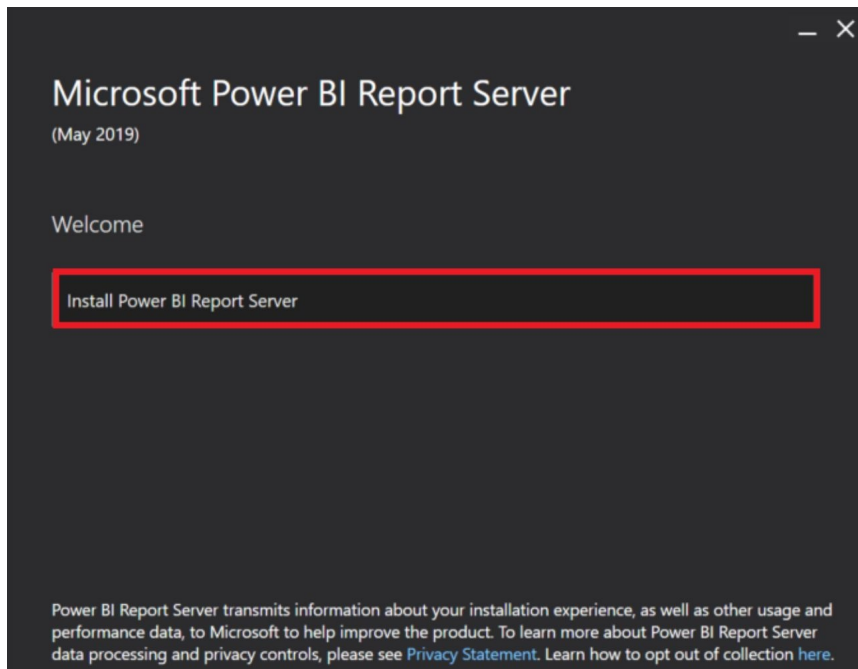 Microsoft Power BI Report Server
(May 2019)
Welcome
Install Power BI Report Server
Power BI Report Server transmits information about your installation experience, as well as other usage and
performance data, to Microsoft to help improve the product. To learn more about Power BI Report Server
data processing and privacy controls, please see Privacy Statement. Learn how to opt out of collection here.